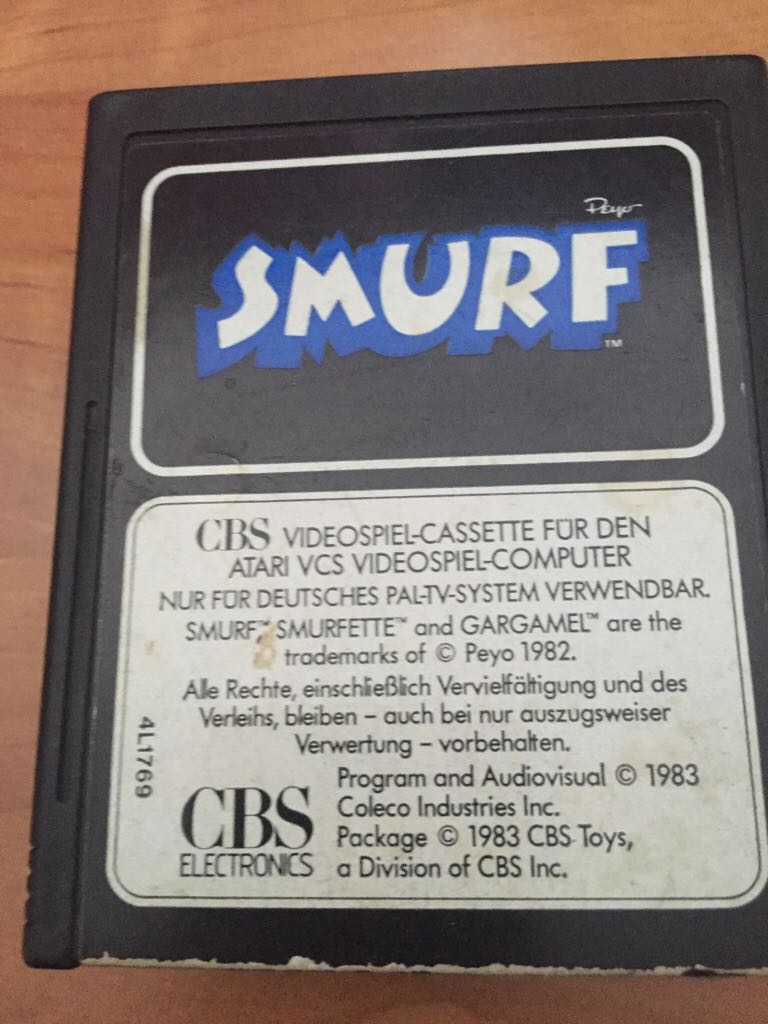 Peyo
SMURF
TM
CBS VIDEOSPIEL-CASSETTE FÜR DEN
ATARI VCS VIDEOSPIEL-COMPUTER
NUR FÜR DEUTSCHES PAL-TV-SYSTEM VERWENDBAR.
SMURF,™ SMURFETTE™ and GARGAMEL™ are the
trademarks of © Peyo 1982.
Alle Rechte, einschließlich Vervielfältigung und des
Verleihs, bleiben – auch bei nur auszugsweiser
Verwertung – vorbehalten.
4L1769
CBS
ELECTRONICS
Program and Audiovisual © 1983
Coleco Industries Inc.
Package © 1983 CBS Toys,
a Division of CBS Inc.